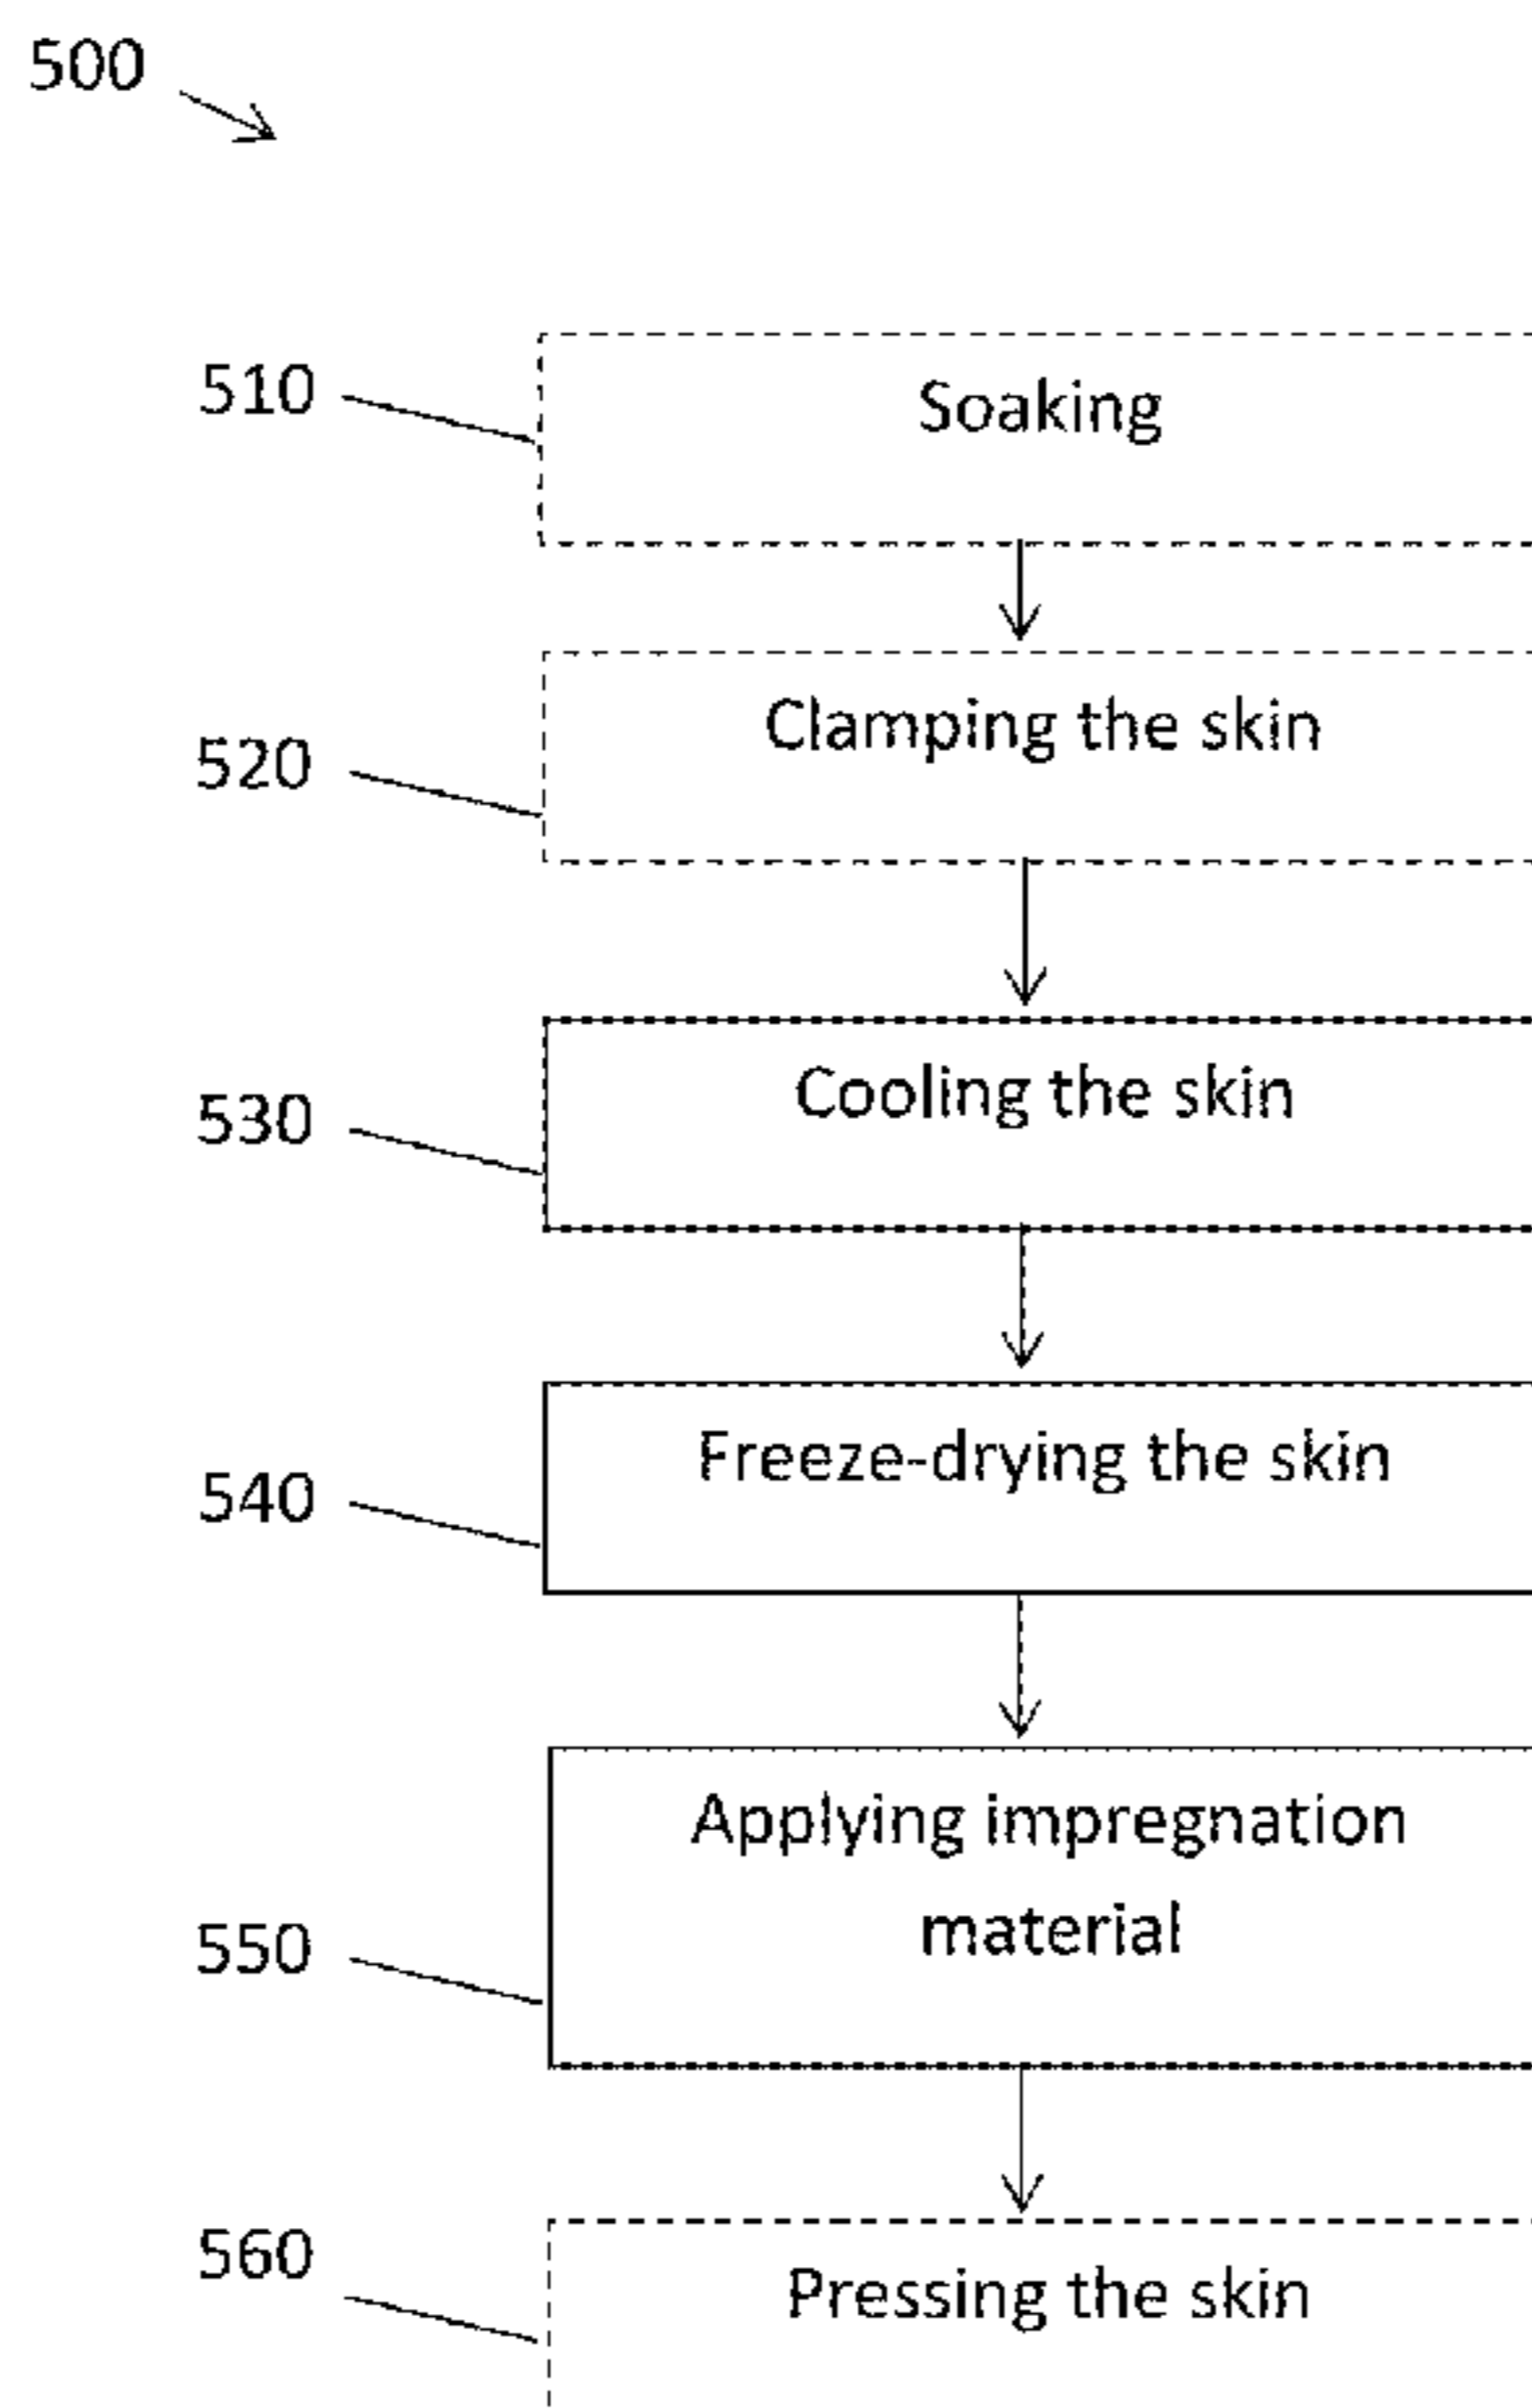 500
510
Soaking
520
Clamping the skin
530
Cooling the skin
540
Freeze-drying the skin
550
Applying impregnation
material
560
Pressing the skin